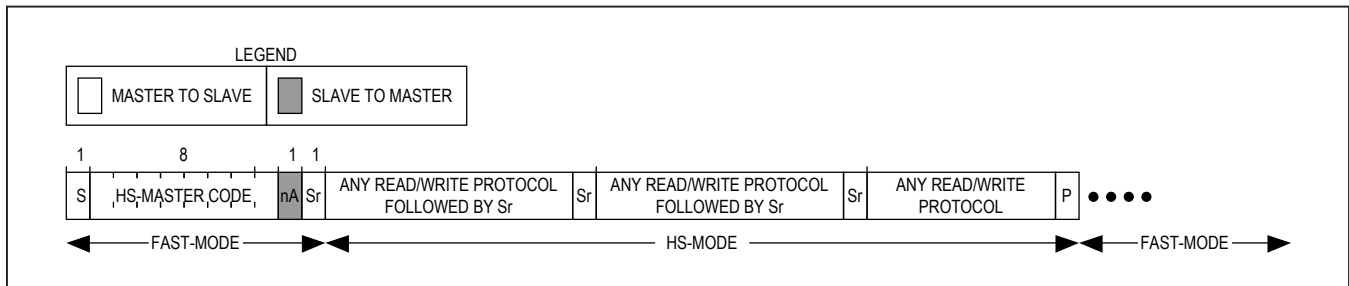 LEGEND
MASTER TO SLAVE SLAVE TO MASTER
1 8 1 1
S HS-MASTER CODE nA Sr ANY READ/WRITE PROTOCOL FOLLOWED BY Sr Sr ANY READ/WRITE PROTOCOL FOLLOWED BY Sr Sr ANY READ/WRITE PROTOCOL P
FAST-MODE HS-MODE FAST-MODE